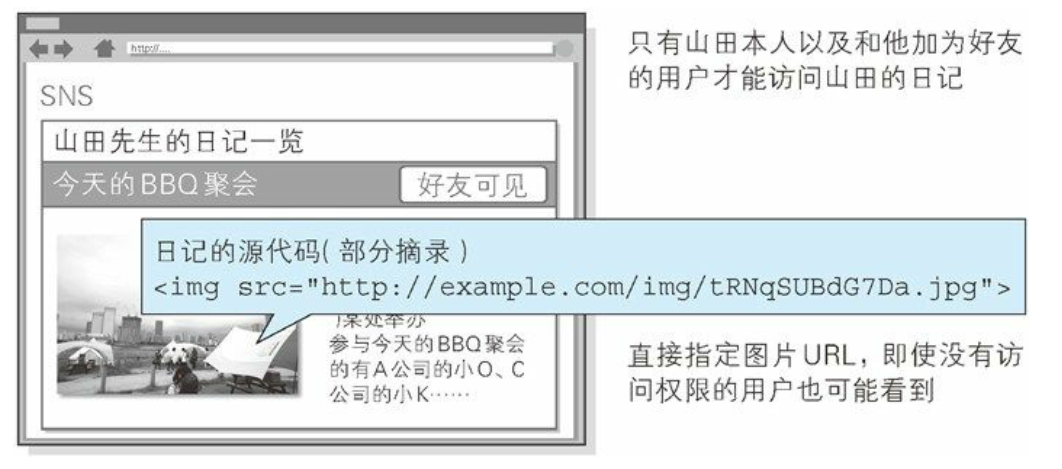 http://....
只有山田本人以及和他加为好友
的用户才能访问山田的日记
SNS
山田先生的日记一览
今天的BBQ聚会
好友可见
日记的源代码(部分摘录)
<img src="http://example.com/img/tRNqSUBdG7Da.jpg">
某处举办
参与今天的BBQ聚会
的有A公司的小O、C
公司的小K……
直接指定图片URL，即使没有访
问权限的用户也可能看到